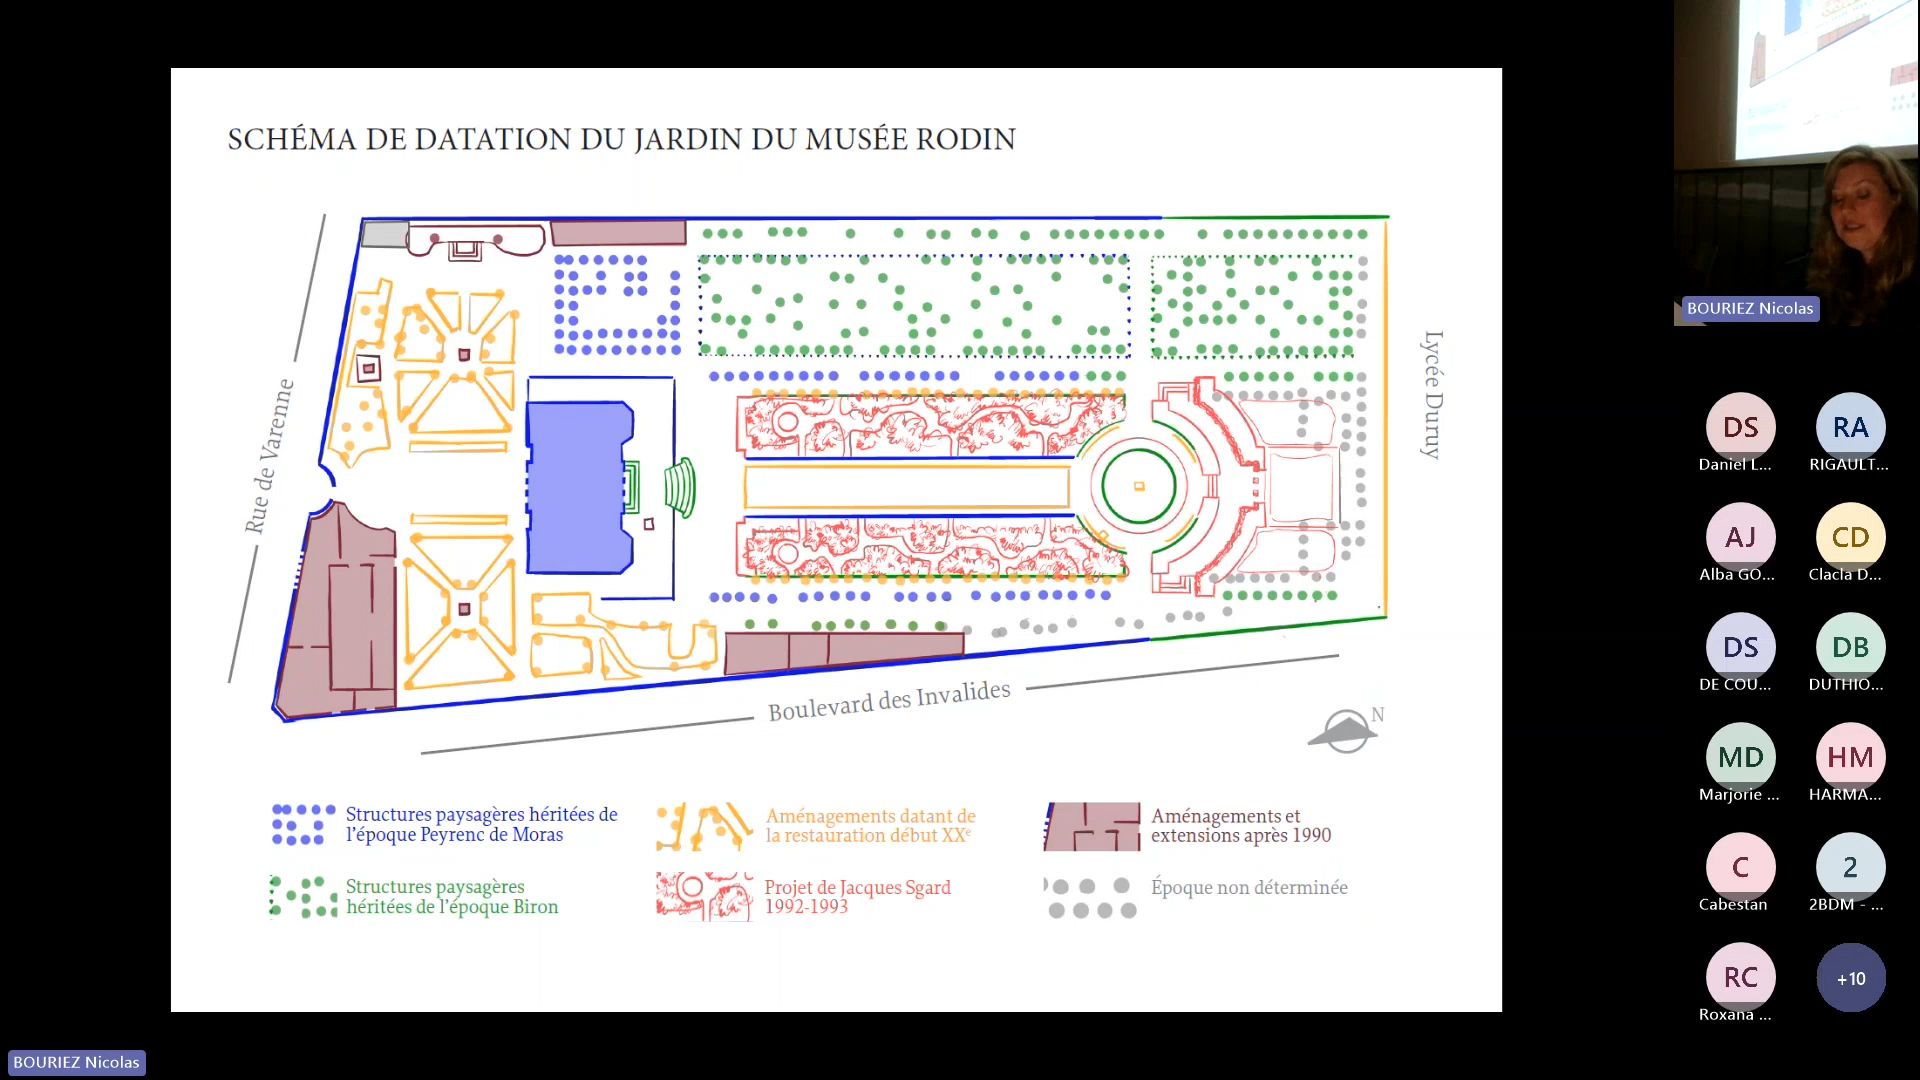 SCHÉMA DE DATATION DU JARDIN DU MUSÉE RODIN
Rue de Varenne
Lycée Duruy
Boulevard des Invalides
N
Structures paysagères héritées de
l'époque Peyrenc de Moras
Structures paysagères
héritées de l'époque Biron
Aménagements datant de
la restauration début XXe
Projet de Jacques Sgard
1992-1993
Aménagements et
extensions après 1990
Époque non déterminée
BOURIEZ Nicolas
DS
Daniel L...
RA
RIGAULT...
AJ
Alba GO...
CD
Clacla D...
DS
DE COU...
DB
DUTHIO...
MD
Marjorie ...
HM
HARMA...
C
Cabestan
2
2BDM - ...
RC
Roxana ...
+10
BOURIEZ Nicolas